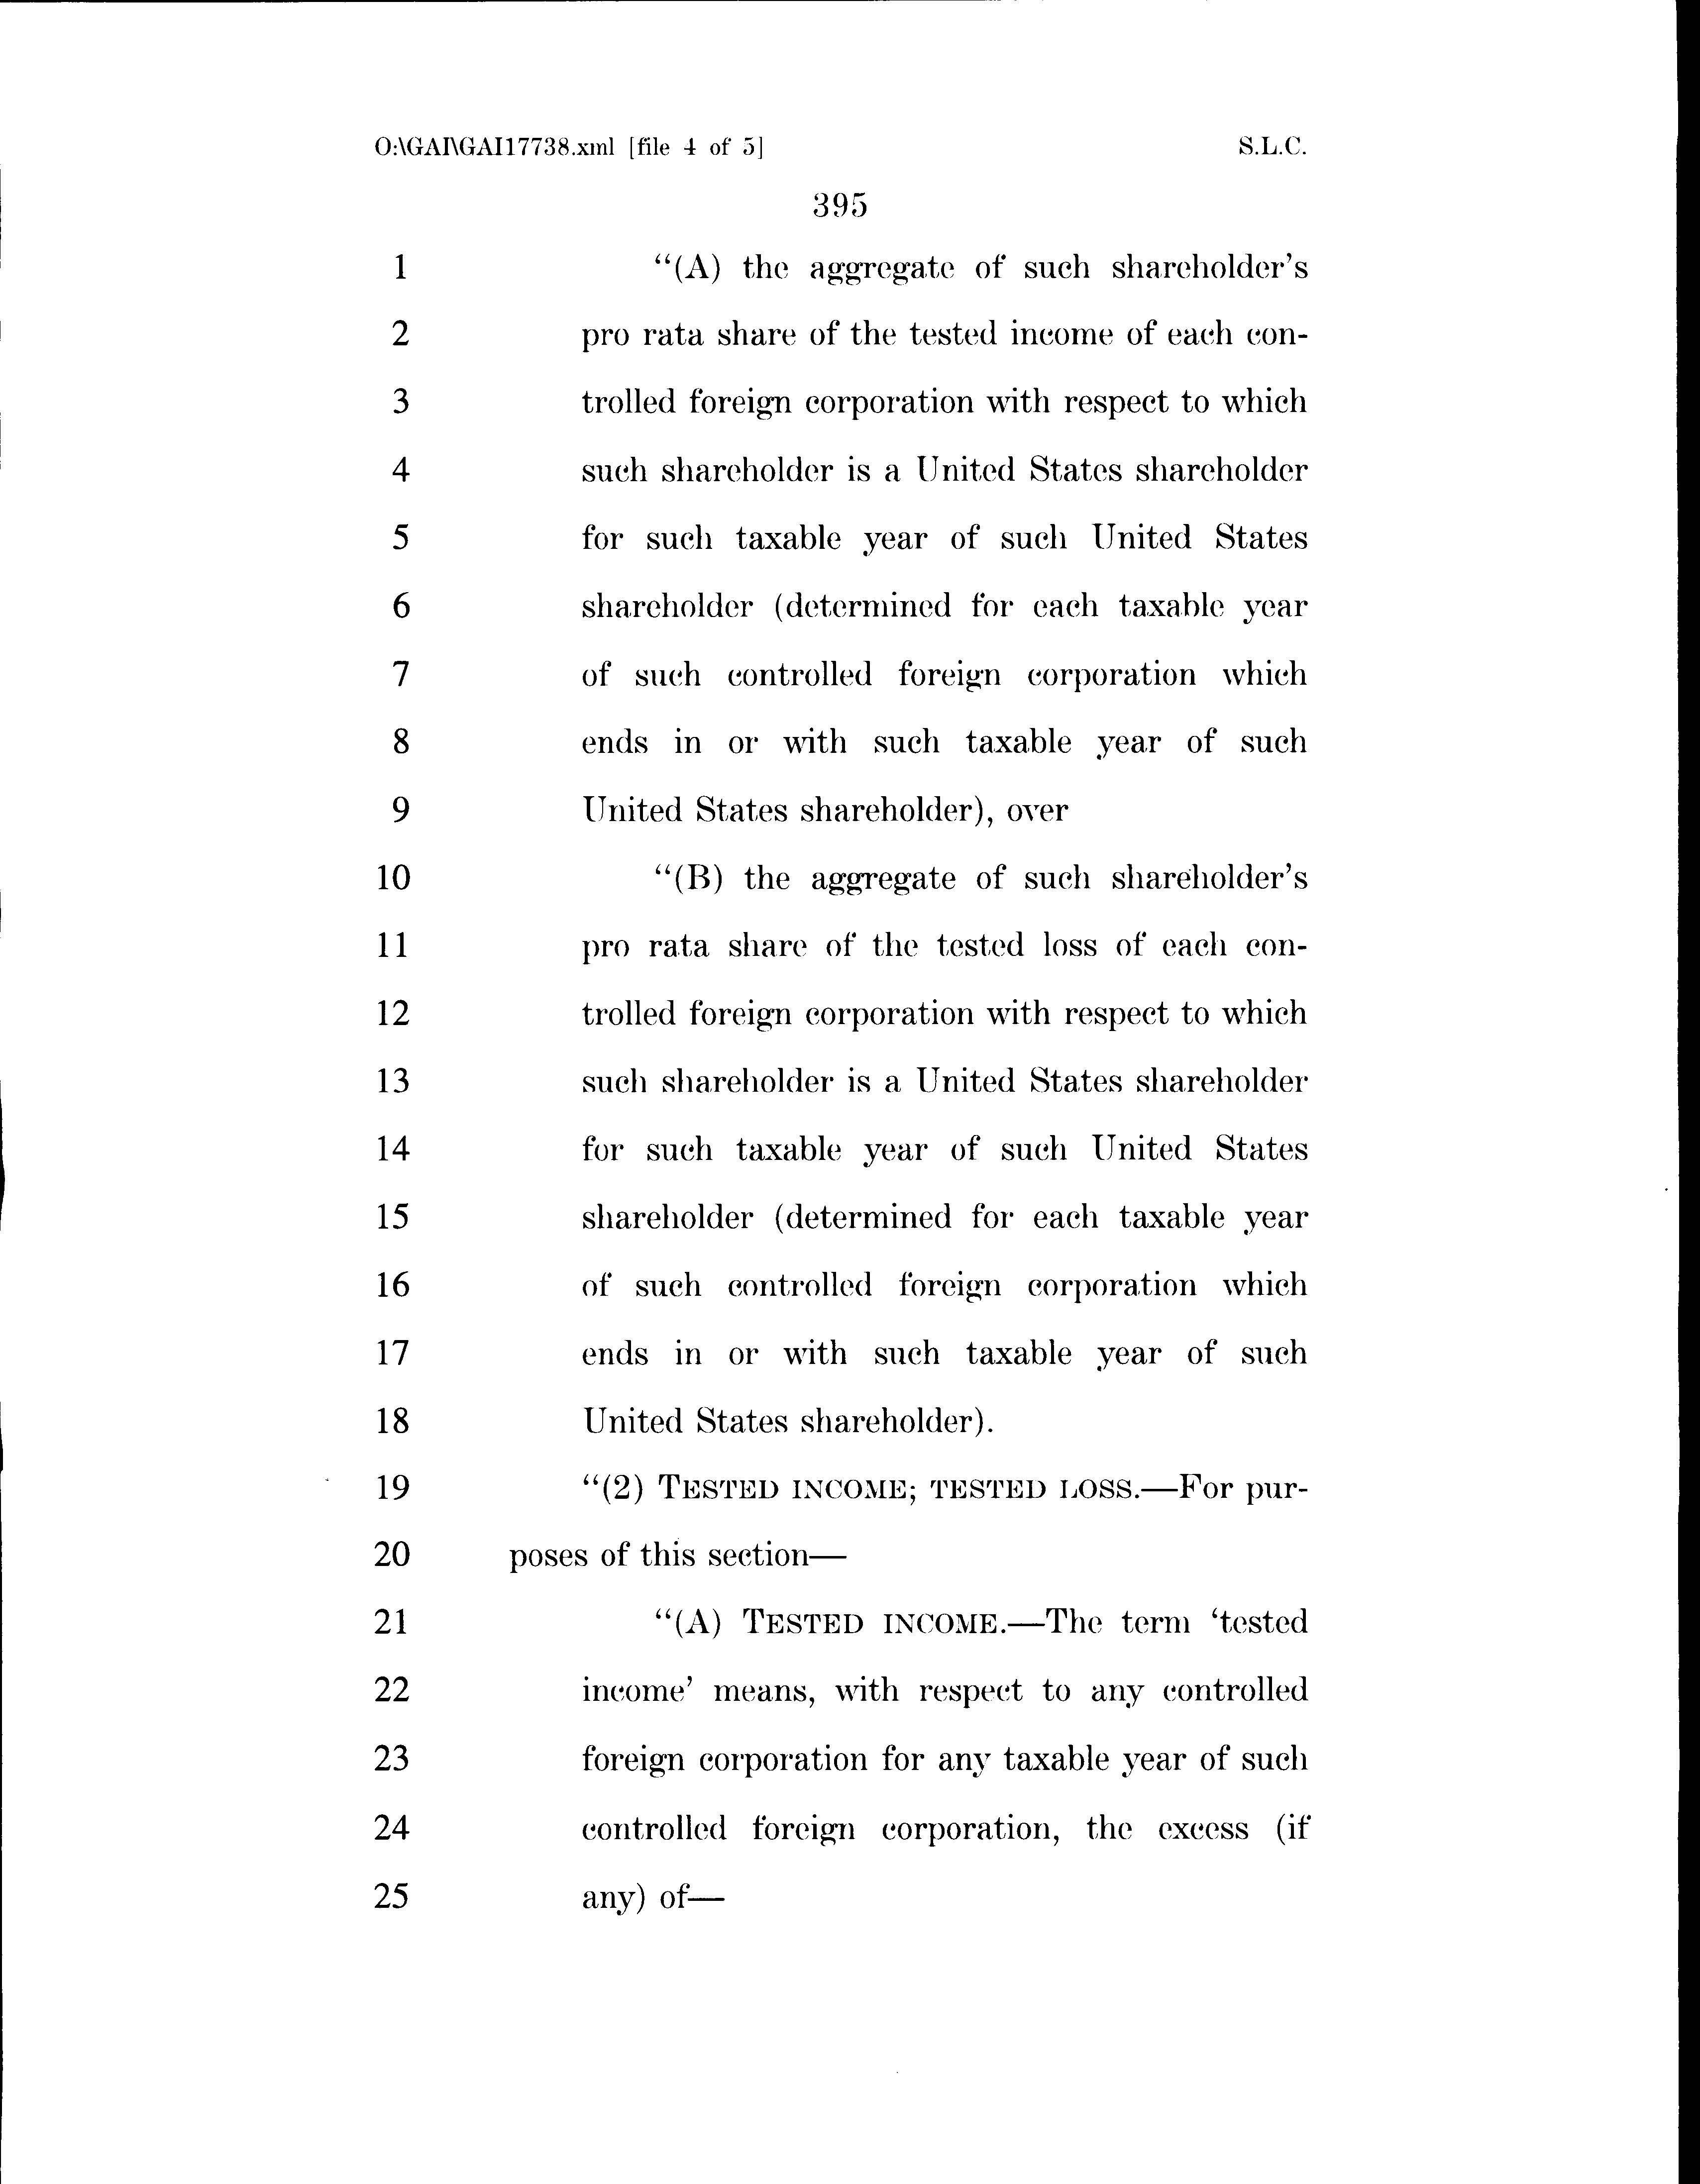 O:\GAI\GAI17738.xml [file 4 of 5] S.L.C.
395
1 “(A) the aggregate of such shareholder’s
2 pro rata share of the tested income of each con-
3 trolled foreign corporation with respect to which
4 such shareholder is a United States shareholder
5 for such taxable year of such United States
6 shareholder (determined for each taxable year
7 of such controlled foreign corporation which
8 ends in or with such taxable year of such
9 United States shareholder), over
10 “(B) the aggregate of such shareholder’s
11 pro rata share of the tested loss of each con-
12 trolled foreign corporation with respect to which
13 such shareholder is a United States shareholder
14 for such taxable year of such United States
15 shareholder (determined for each taxable year
16 of such controlled foreign corporation which
17 ends in or with such taxable year of such
18 United States shareholder).
19 “(2) TESTED INCOME; TESTED LOSS.—For pur-
20 poses of this section—
21 “(A) TESTED INCOME.—The term ‘tested
22 income’ means, with respect to any controlled
23 foreign corporation for any taxable year of such
24 controlled foreign corporation, the excess (if
25 any) of—